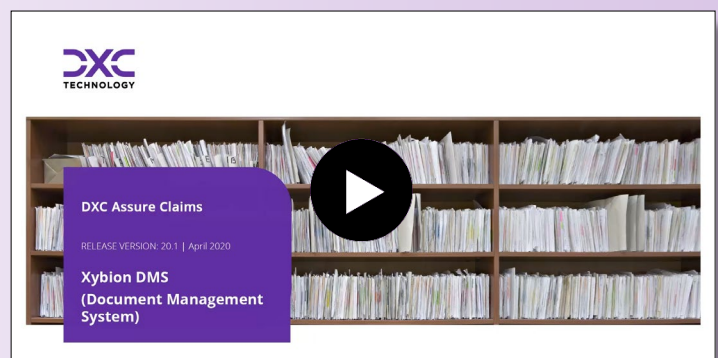 DXC
TECHNOLOGY
DXC Assure Claims
RELEASE VERSION: 20.1 | April 2020
Xybion DMS
(Document Management
System)